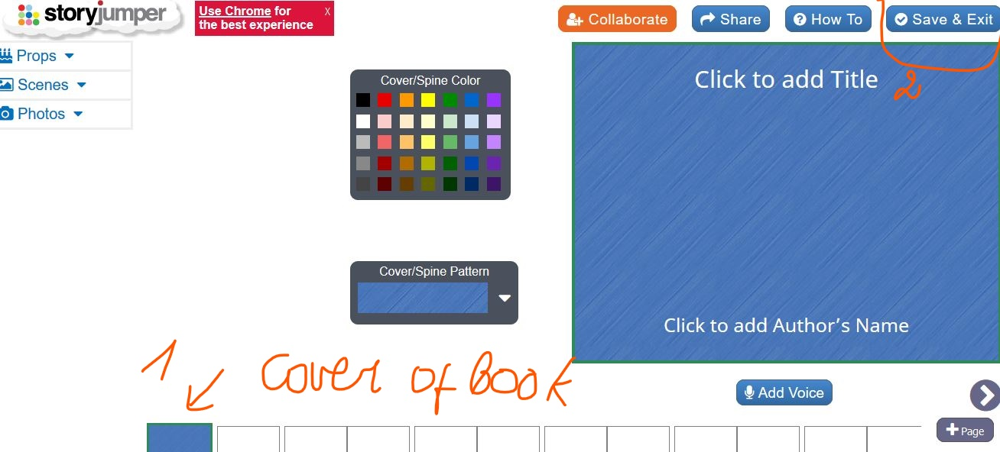 storyjumper
Use Chrome for
the best experience
X
Collaborate
Share
How To
Save & Exit
Props
Scenes
Photos
Cover/Spine Color
Click to add Title
2
Cover/Spine Pattern
Click to add Author's Name
1
Cover of Book
Add Voice
Page